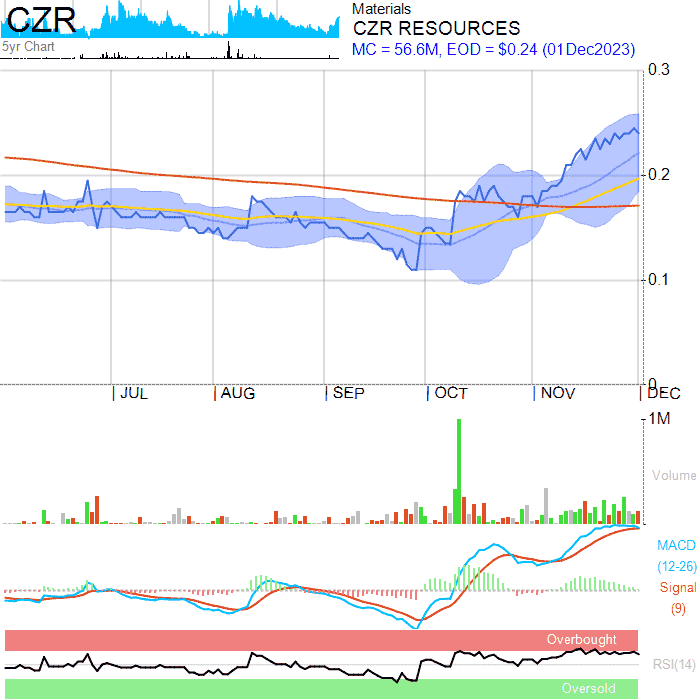 CZR
5yr Chart
Materials
CZR RESOURCES
MC = 56.6M, EOD = $0.24 (01Dec2023)
0.3
0.2
0.1
0
JUL AUG SEP OCT NOV DEC
1M
Volume
MACD
(12-26)
Signal
(9)
Overbought
RSI(14)
Oversold